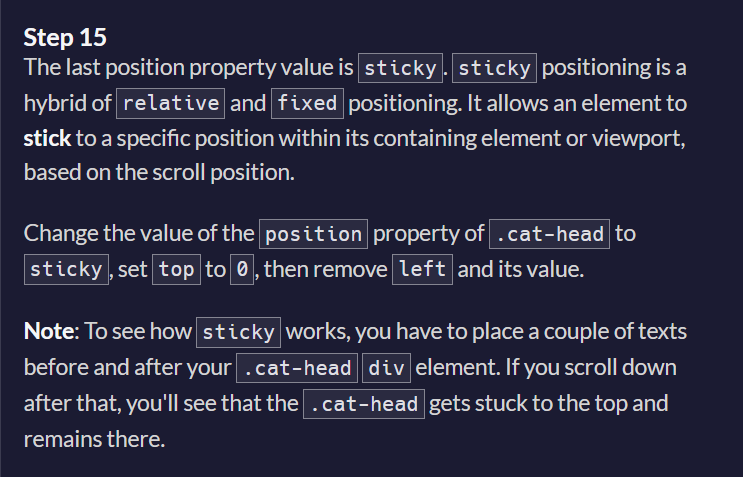 Step 15
The last position property value is sticky. sticky positioning is a
hybrid of relative and fixed positioning. It allows an element to
stick to a specific position within its containing element or viewport,
based on the scroll position.
Change the value of the position property of .cat-head to
sticky, set top to 0, then remove left and its value.
Note: To see how sticky works, you have to place a couple of texts
before and after your .cat-head div element. If you scroll down
after that, you'll see that the .cat-head gets stuck to the top and
remains there.